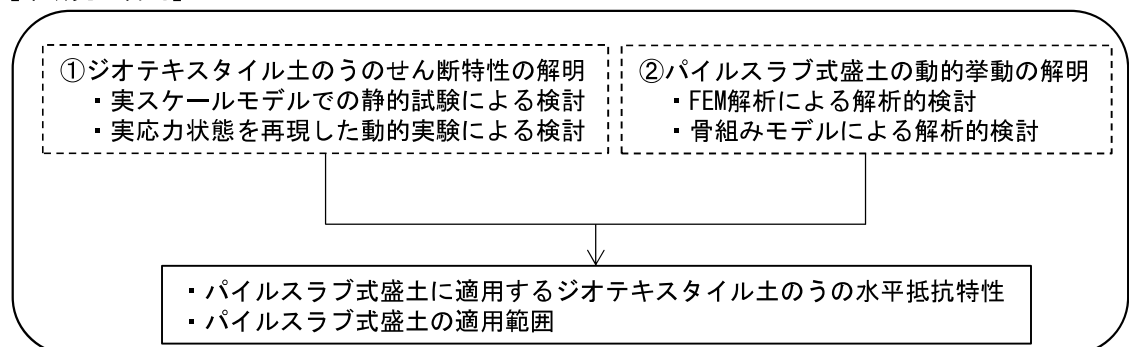 ①ジオテキスタイル土のうのせん断特性の解明
・実スケールモデルでの静的試験による検討
・実応力状態を再現した動的実験による検討
②パイルスラブ式盛土の動的挙動の解明
・FEM解析による解析的検討
・骨組みモデルによる解析的検討
・パイルスラブ式盛土に適用するジオテキスタイル土のうの水平抵抗特性
・パイルスラブ式盛土の適用範囲